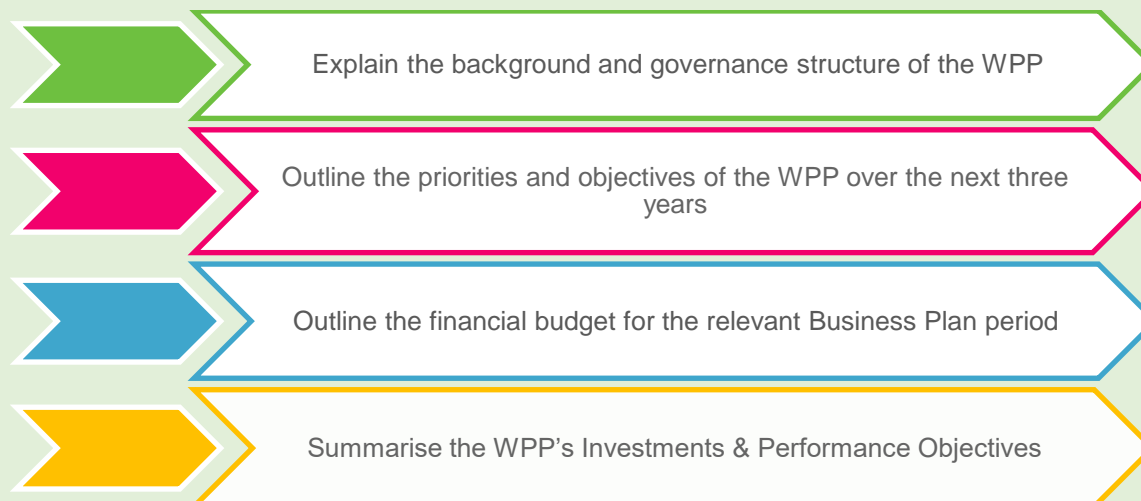 Explain the background and governance structure of the WPP
Outline the priorities and objectives of the WPP over the next three
years
Outline the financial budget for the relevant Business Plan period
Summarise the WPP's Investments & Performance Objectives